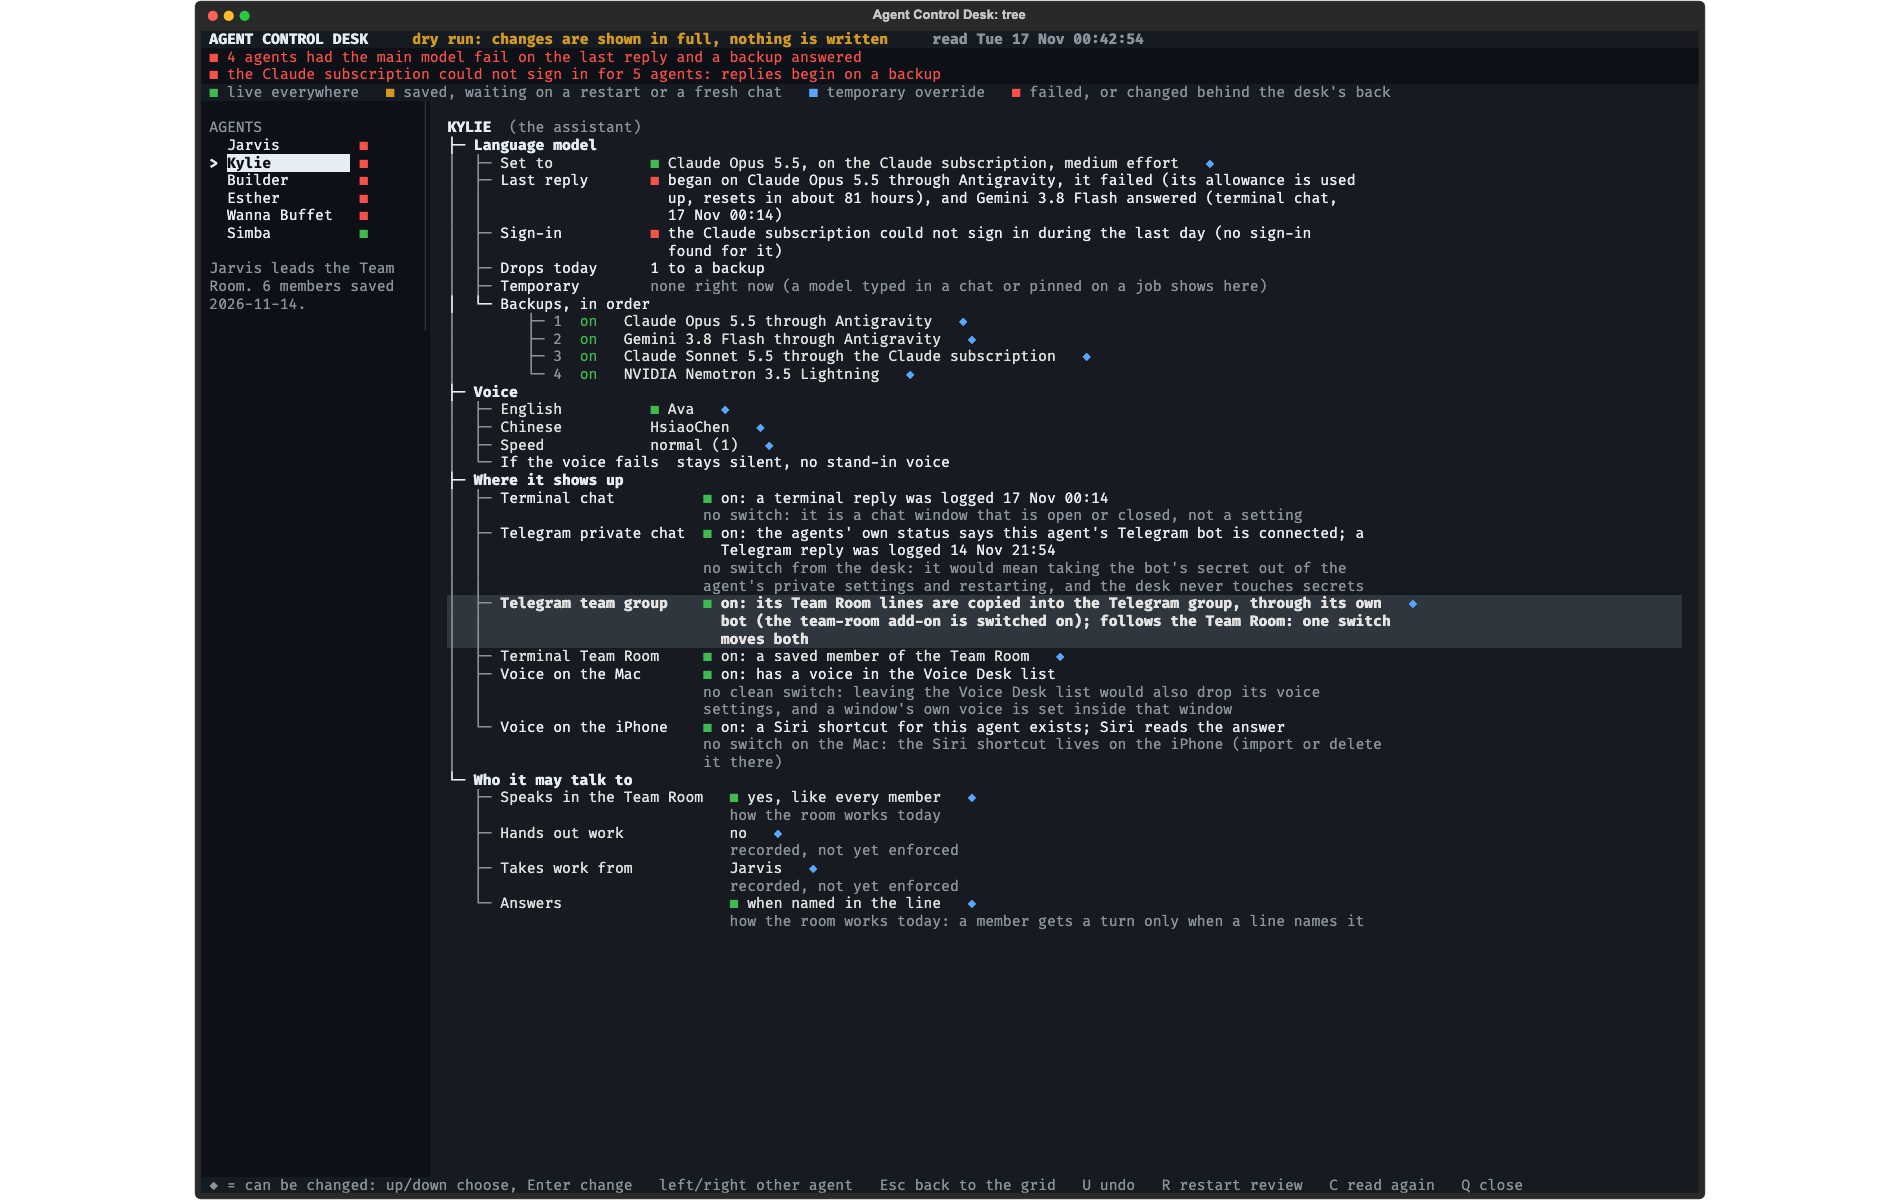 Agent Control Desk: tree
AGENT CONTROL DESK dry run: changes are shown in full, nothing is written read Tue 17 Nov 00:42:54
4 agents had the main model fail on the last reply and a backup answered
the Claude subscription could not sign in for 5 agents: replies begin on a backup
live everywhere saved, waiting on a restart or a fresh chat temporary override failed, or changed behind the desk's back
AGENTS
Jarvis
> Kylie
Builder
Esther
Wanna Buffet
Simba
Jarvis leads the Team
Room. 6 members saved
2026-11-14.
KYLIE (the assistant)
Language model
Set to Claude Opus 5.5, on the Claude subscription, medium effort
Last reply began on Claude Opus 5.5 through Antigravity, it failed (its allowance is used
up, resets in about 81 hours), and Gemini 3.8 Flash answered (terminal chat,
17 Nov 00:14)
Sign-in the Claude subscription could not sign in during the last day (no sign-in
found for it)
Drops today 1 to a backup
Temporary none right now (a model typed in a chat or pinned on a job shows here)
Backups, in order
1 on Claude Opus 5.5 through Antigravity
2 on Gemini 3.8 Flash through Antigravity
3 on Claude Sonnet 5.5 through the Claude subscription
4 on NVIDIA Nemotron 3.5 Lightning
Voice
English Ava
Chinese HsiaoChen
Speed normal (1)
If the voice fails stays silent, no stand-in voice
Where it shows up
Terminal chat on: a terminal reply was logged 17 Nov 00:14
no switch: it is a chat window that is open or closed, not a setting
Telegram private chat on: the agents' own status says this agent's Telegram bot is connected; a
Telegram reply was logged 14 Nov 21:54
no switch from the desk: it would mean taking the bot's secret out of the
agent's private settings and restarting, and the desk never touches secrets
Telegram team group on: its Team Room lines are copied into the Telegram group, through its own
bot (the team-room add-on is switched on); follows the Team Room: one switch
moves both
Terminal Team Room on: a saved member of the Team Room
Voice on the Mac on: has a voice in the Voice Desk list
no clean switch: leaving the Voice Desk list would also drop its voice
settings, and a window's own voice is set inside that window
Voice on the iPhone on: a Siri shortcut for this agent exists; Siri reads the answer
no switch on the Mac: the Siri shortcut lives on the iPhone (import or delete
it there)
Who it may talk to
Speaks in the Team Room yes, like every member
how the room works today
Hands out work no
recorded, not yet enforced
Takes work from Jarvis
recorded, not yet enforced
Answers when named in the line
how the room works today: a member gets a turn only when a line names it
◆ = can be changed: up/down choose, Enter change left/right other agent Esc back to the grid U undo R restart review C read again Q close